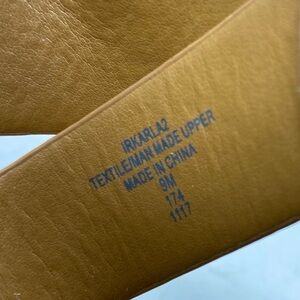 IRKARLA2
TEXTILE/MAN MADE UPPER
MADE IN CHINA
9M
174
1117